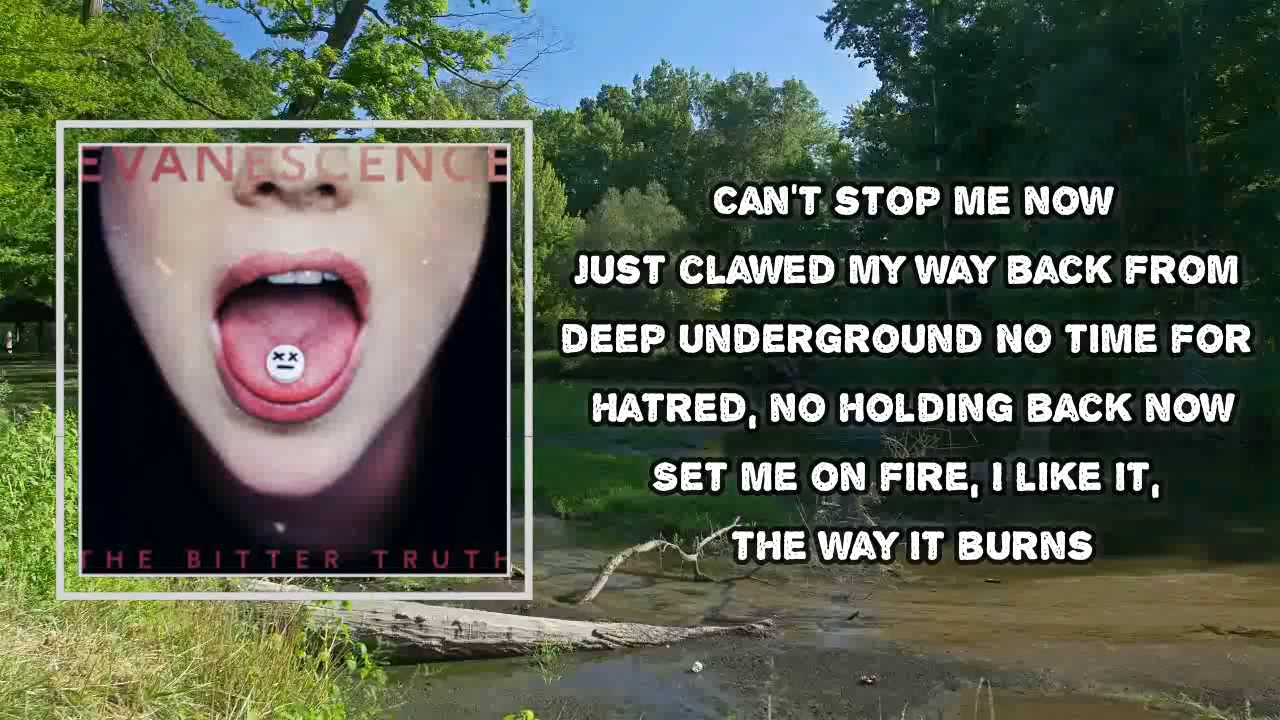 EVANESCENCE
THE BITTER TRUTH
CAN'T STOP ME NOW
JUST CLAWED MY WAY BACK FROM
DEEP UNDERGROUND NO TIME FOR
HATRED, NO HOLDING BACK NOW
SET ME ON FIRE, I LIKE IT,
THE WAY IT BURNS